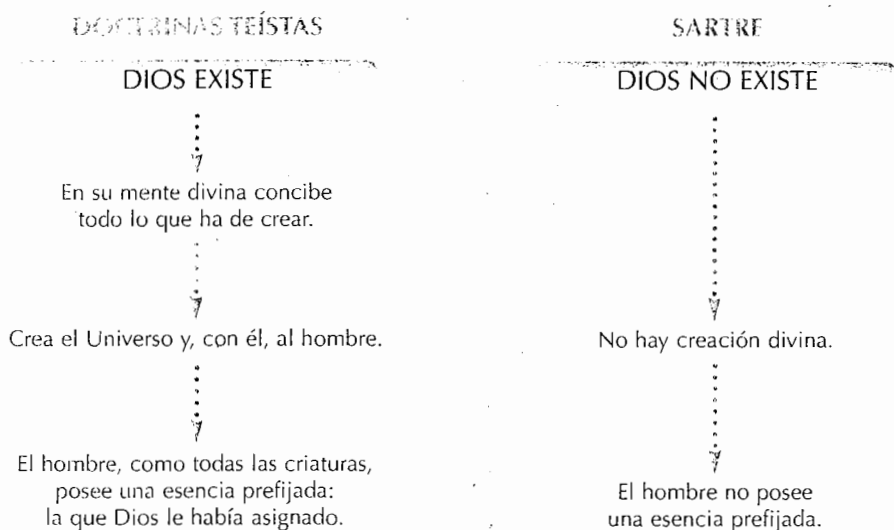 DOCTRINAS TEÍSTAS
DIOS EXISTE
En su mente divina concibe
todo lo que ha de crear.
Crea el Universo y, con él, al hombre.
El hombre, como todas las criaturas,
posee una esencia prefijada:
la que Dios le había asignado.
SARTRE
DIOS NO EXISTE
No hay creación divina.
El hombre no posee
una esencia prefijada.